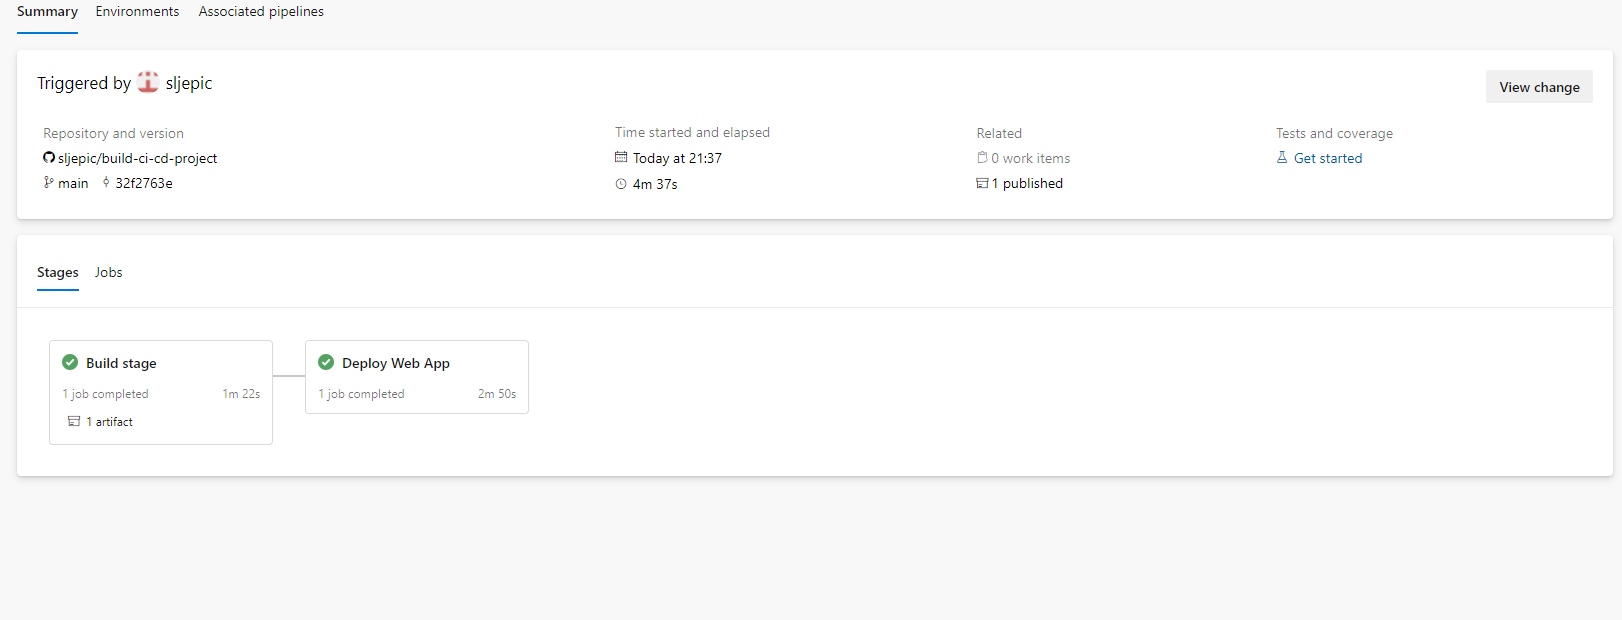 Summary Environments Associated pipelines
Triggered by sljepic
View change
Repository and version
sljepic/build-ci-cd-project
main 32f2763e
Time started and elapsed
Today at 21:37
4m 37s
Related
0 work items
1 published
Tests and coverage
Get started
Stages Jobs
Build stage
1 job completed 1m 22s
1 artifact
Deploy Web App
1 job completed 2m 50s